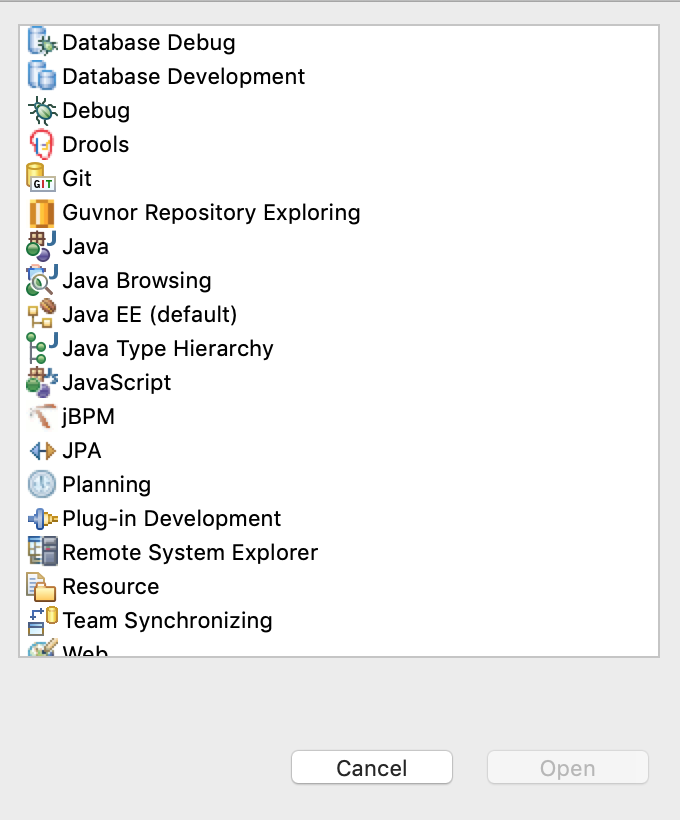 Database Debug
Database Development
Debug
Drools
GIT Git
Guvnor Repository Exploring
Java
Java Browsing
Java EE (default)
Java Type Hierarchy
JavaScript
jBPM
JPA
Planning
Plug-in Development
Remote System Explorer
Resource
Team Synchronizing
Web
Cancel Open